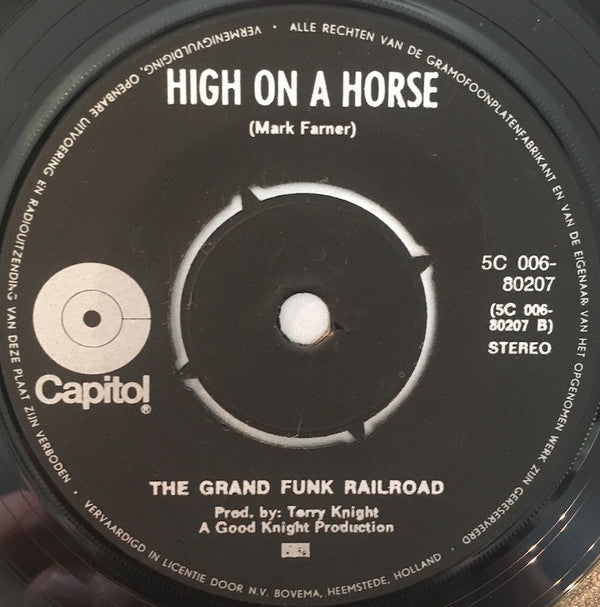 HIGH ON A HORSE
(Mark Farner)
5C 006-
80207
(5C 006-
80207 B)
STEREO
Capitol®
THE GRAND FUNK RAILROAD
Prod. by: Terry Knight
A Good Knight Production
ALLE RECHTEN VAN DE GRAMOFOONPLATENFABRIKANT EN VAN DE EIGENAAR VAN HET OPGENOMEN WERK ZIJN GERESERVEERD
VERMENIGVULDIGING, OPENBARE UITVOERING EN RADIOUITZENDING VAN DEZE PLAAT ZIJN VERBODEN •
VERVAARDIGD IN LICENTIE DOOR N.V. BOVEMA, HEEMSTEDE, HOLLAND •